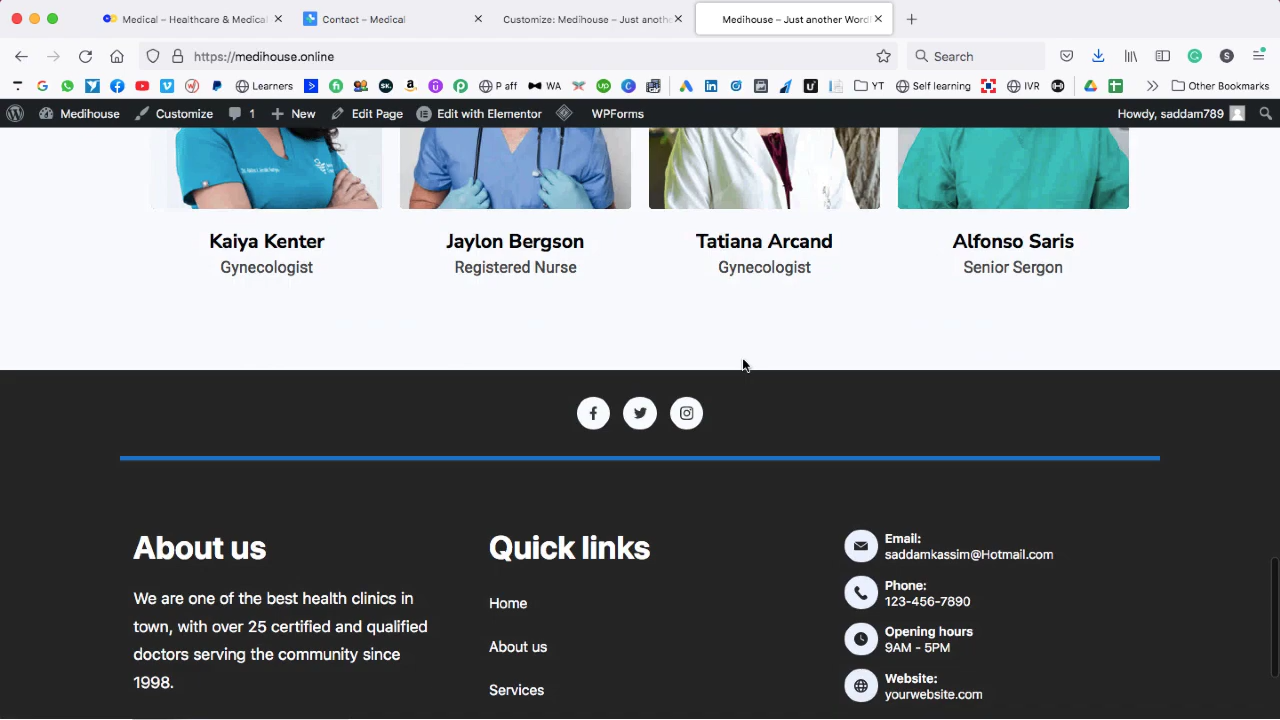 Medical – Healthcare & Medical
Contact – Medical
Customize: Medihouse – Just anothe
Medihouse – Just another Word
https://medihouse.online
Search
Learners
P aff
WA
YT
Self learning
IVR
Other Bookmarks
Medihouse
Customize
1
New
Edit Page
Edit with Elementor
WPForms
Howdy, saddam789
Kaiya Kenter
Gynecologist
Jaylon Bergson
Registered Nurse
Tatiana Arcand
Gynecologist
Alfonso Saris
Senior Sergon
About us
We are one of the best health clinics in
town, with over 25 certified and qualified
doctors serving the community since
1998.
Quick links
Home
About us
Services
Email:
saddamkassim@Hotmail.com
Phone:
123-456-7890
Opening hours
9AM - 5PM
Website:
yourwebsite.com